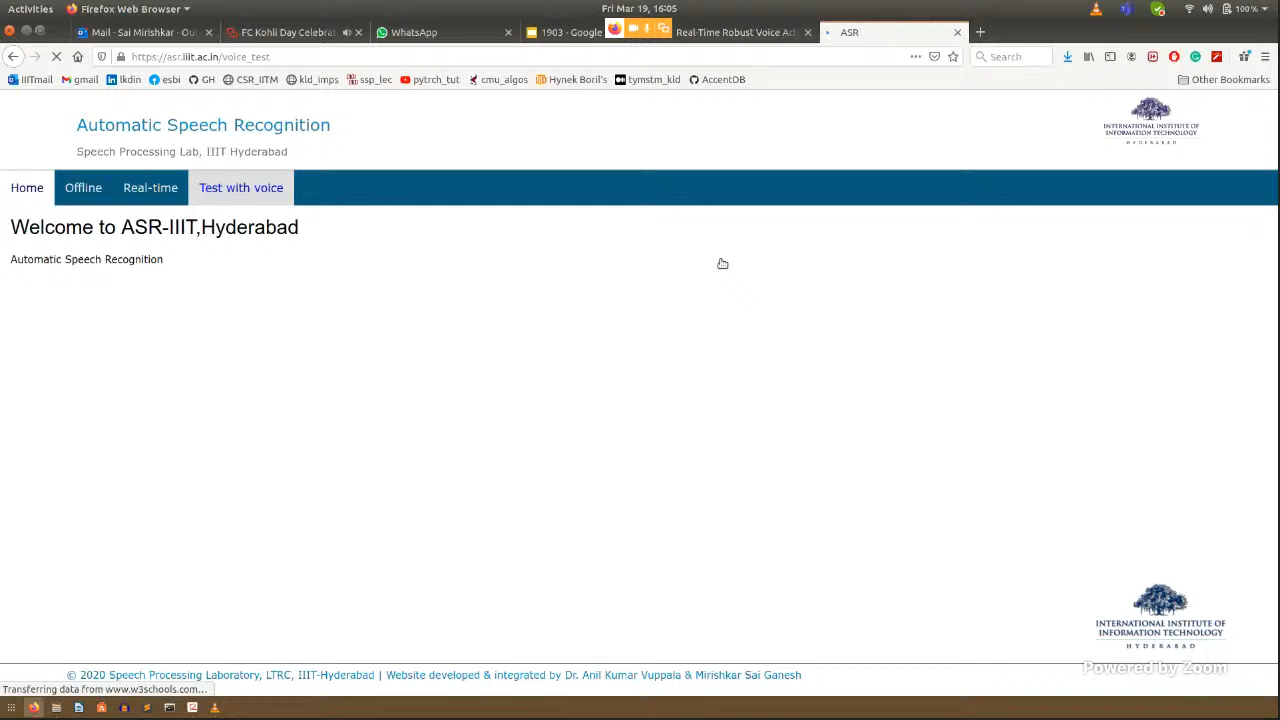 Activities Firefox Web Browser Fri Mar 19, 16:05 100%
Mail - Sai Mirishkar - Ou FC Kohli Day Celebrat WhatsApp 1903 - Google Real-Time Robust Voice Act ASR
https://asr.iiit.ac.in/voice_test Search
IIITmail gmail lkdin esbi GH CSR_IITM kld_imps ssp_lec pytrch_tut cmu_algos Hynek Boril's tymstm_kld AccentDB Other Bookmarks
Automatic Speech Recognition
Speech Processing Lab, IIIT Hyderabad
INTERNATIONAL INSTITUTE OF
INFORMATION TECHNOLOGY
HYDERABAD
Home Offline Real-time Test with voice
Welcome to ASR-IIIT,Hyderabad
Automatic Speech Recognition
INTERNATIONAL INSTITUTE OF
INFORMATION TECHNOLOGY
HYDERABAD
Powered by Zoom
© 2020 Speech Processing Laboratory, LTRC, IIIT-Hyderabad | Website developed & integrated by Dr. Anil Kumar Vuppala & Mirishkar Sai Ganesh
Transferring data from www.w3schools.com...